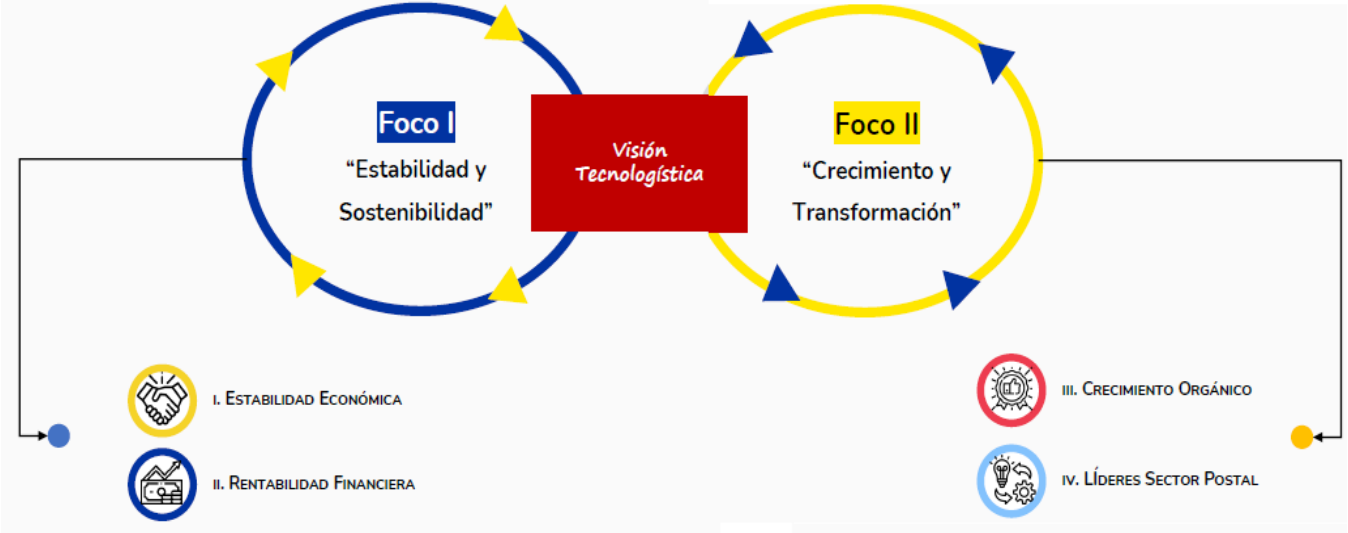 Foco I
“Estabilidad y
Sostenibilidad”
Visión
Tecnologística
Foco II
“Crecimiento y
Transformación”
I. ESTABILIDAD ECONÓMICA
II. RENTABILIDAD FINANCIERA
III. CRECIMIENTO ORGÁNICO
IV. LÍDERES SECTOR POSTAL